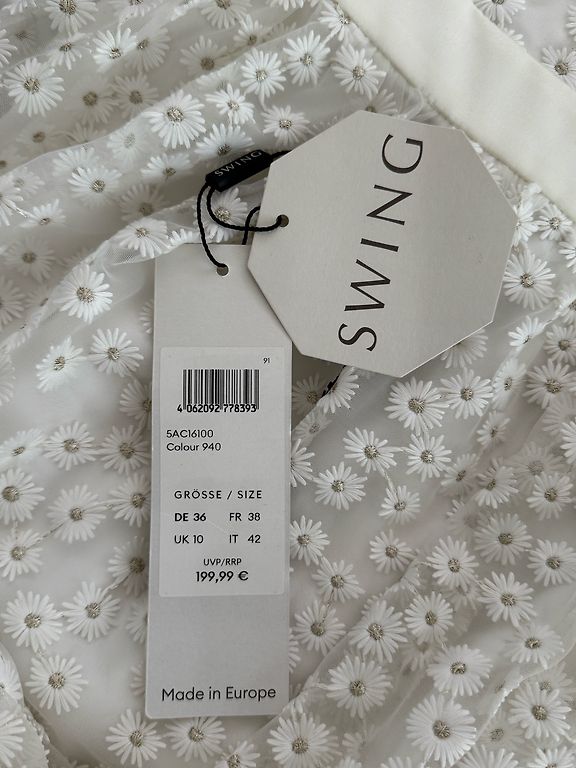 SWING
SWING
91
4 062092 778393
5AC16100
Colour 940
GRÖSSE / SIZE
DE 36 FR 38
UK 10 IT 42
UVP/RRP
199,99 €
Made in Europe